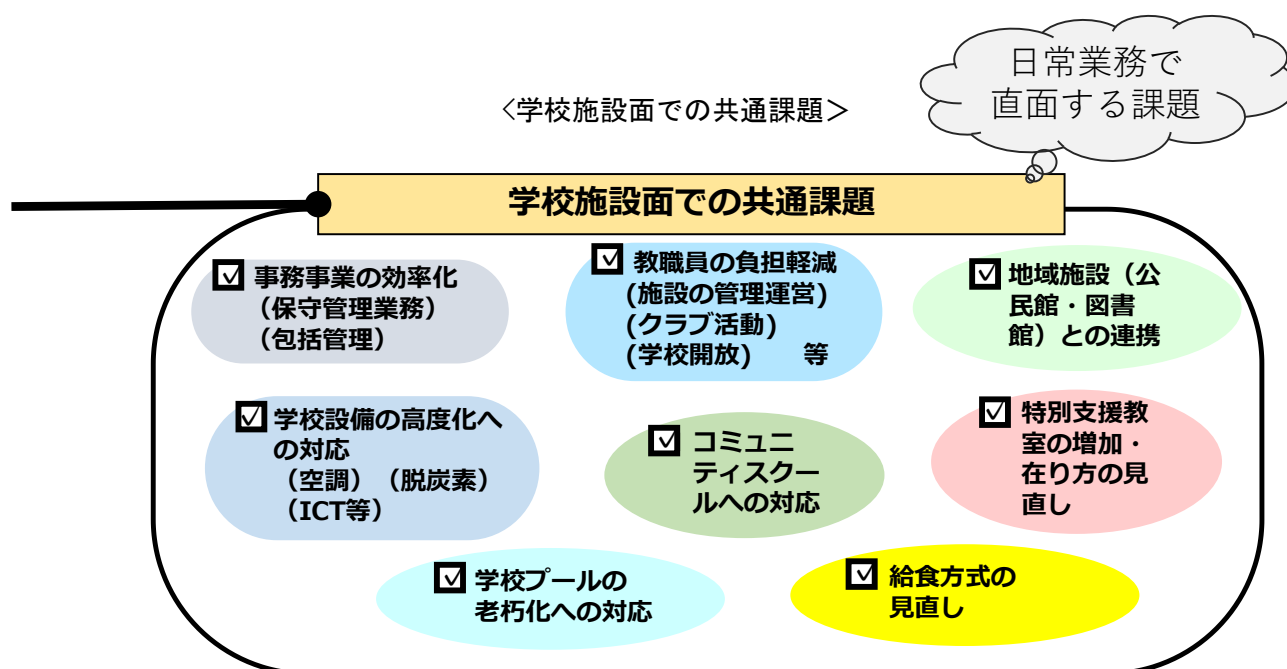 日常業務で
直面する課題
<学校施設面での共通課題>
学校施設面での共通課題
事務事業の効率化
（保守管理業務）
（包括管理）
教職員の負担軽減
(施設の管理運営)
(クラブ活動)
(学校開放)　等
地域施設（公
民館・図書
館）との連携
学校設備の高度化へ
の対応
（空調）（脱炭素）
（ICT等）
コミュニ
ティスクー
ルへの対応
特別支援教
室の増加・
在り方の見
直し
学校プールの
老朽化への対応
給食方式の
見直し